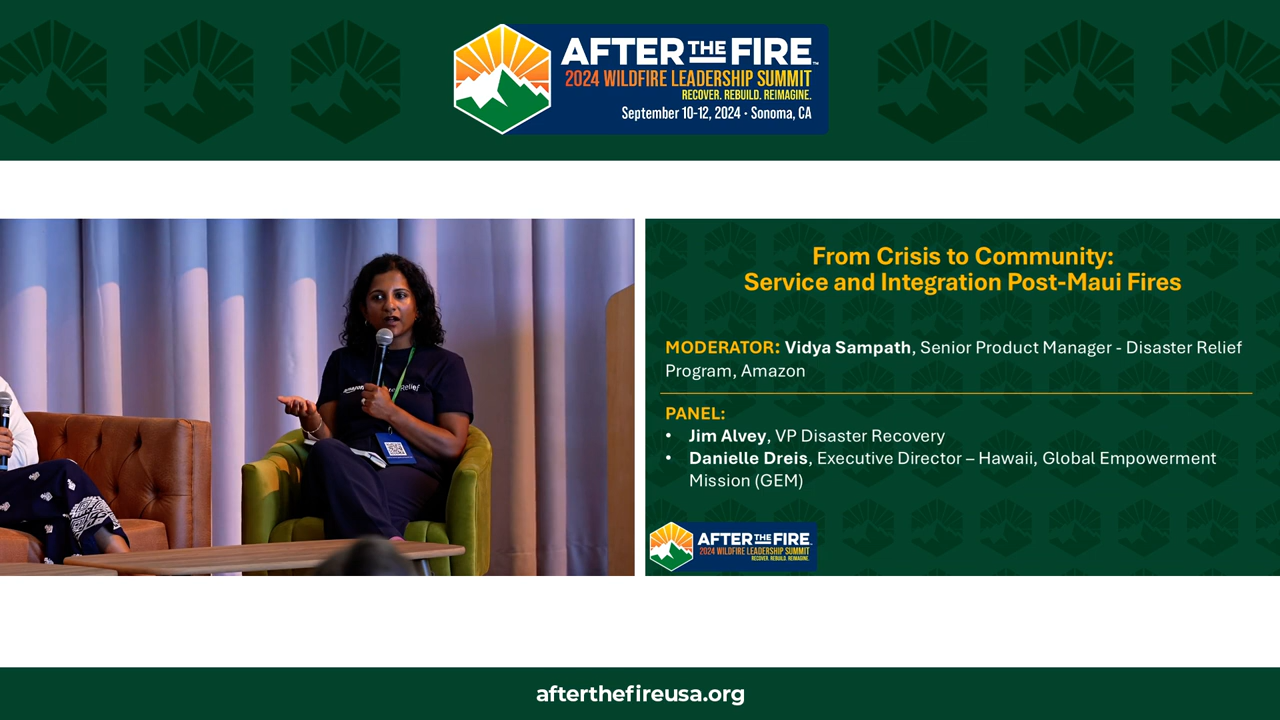 AFTER THE FIRE™
2024 WILDFIRE LEADERSHIP SUMMIT
RECOVER. REBUILD. REIMAGINE.
September 10-12, 2024 · Sonoma, CA
From Crisis to Community:
Service and Integration Post-Maui Fires
MODERATOR: Vidya Sampath, Senior Product Manager - Disaster Relief
Program, Amazon
PANEL:
• Jim Alvey, VP Disaster Recovery
• Danielle Dreis, Executive Director – Hawaii, Global Empowerment
Mission (GEM)
AFTER THE FIRE
2024 WILDFIRE LEADERSHIP SUMMIT
RECOVER. REBUILD. REIMAGINE.
afterthefireusa.org